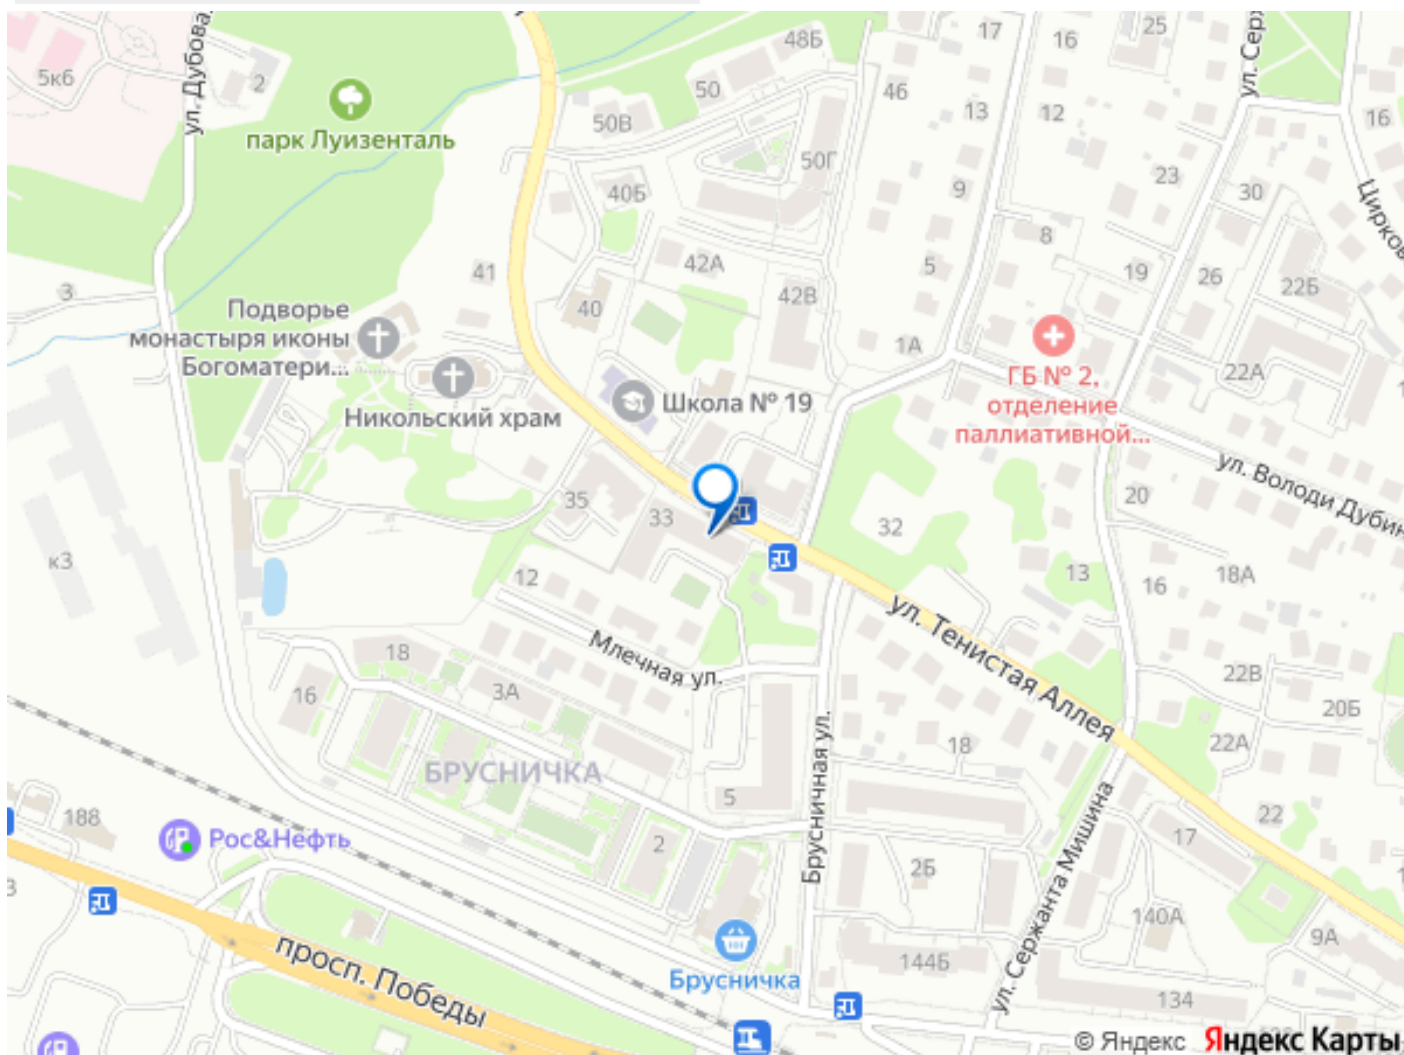 48Б
17
25
16
5к6
2
50
46
13
12
16
ул. Дубова
парк Луизенталь
50В
50Г
ул. Сер
9
23
30
40Б
Цирков
8
42А
41
5
19
26
22Б
3
42В
Подворье
монастыря иконы
Богоматери...
40
1А
22А
ГБ № 2,
отделение
паллиативной...
Школа № 19
Никольский храм
ул. Володи Дубин
35
33
32
20
к3
12
13
16
18А
ул. Тенистая Аллея
Млечная ул.
18
22В
16
3А
20Б
18
22А
БРУСНИЧКА
Брусничная ул.
5
188
Рос&Нефть
2
17
22
2Б
ул. Сержанта Мишина
3
140А
9А
просп. Победы
144Б
Брусничка
134
© Яндекс Яндекс Карты